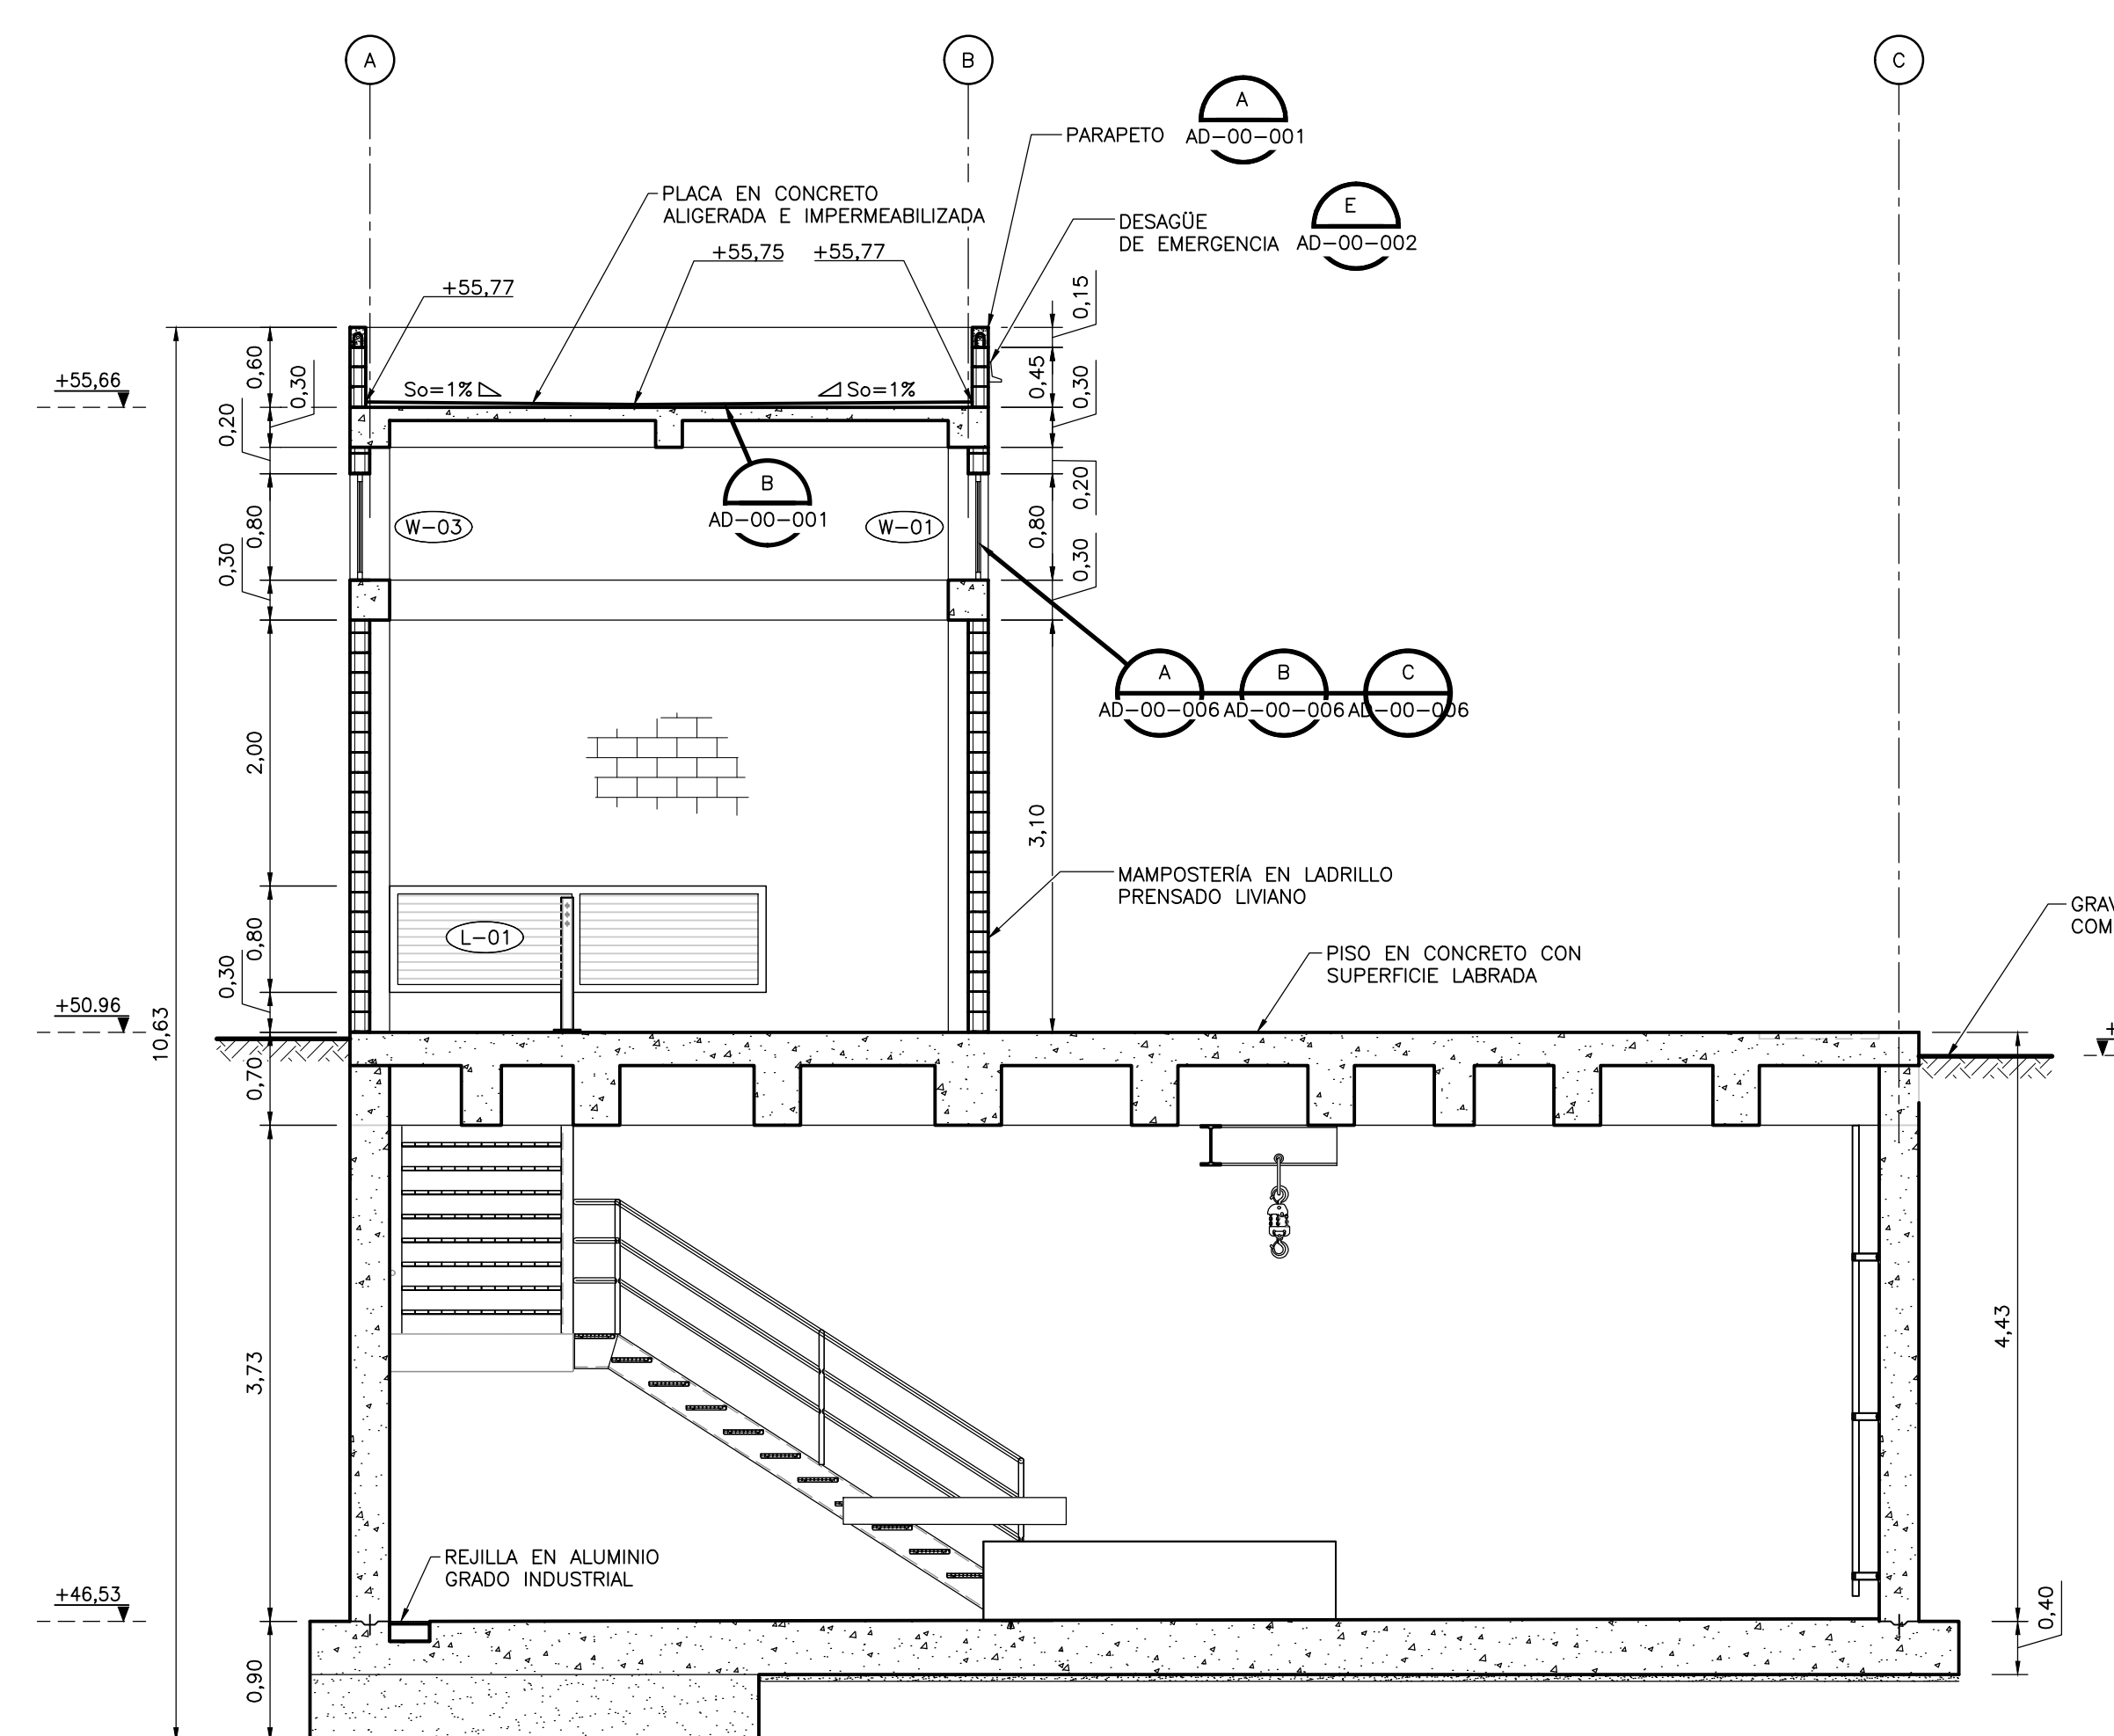 A
B
C
A
AD-00-001
PARAPETO
PLACA EN CONCRETO
ALIGERADA E IMPERMEABILIZADA
E
AD-00-002
DESAGÜE
DE EMERGENCIA
+55,75
+55,77
+55,77
0,15
0,60
0,30
0,45
0,30
+55,66
So=1%
So=1%
0,20
0,20
B
AD-00-001
W-03
W-01
0,80
0,80
0,30
0,30
A
B
C
AD-00-006
AD-00-006
AD-00-006
2,00
3,10
MAMPOSTERÍA EN LADRILLO
PRENSADO LIVIANO
GRAV
COM
L-01
0,80
PISO EN CONCRETO CON
SUPERFICIE LABRADA
0,30
+50.96
10,63
+
0,70
4,43
3,73
REJILLA EN ALUMINIO
GRADO INDUSTRIAL
+46,53
0,40
0,90